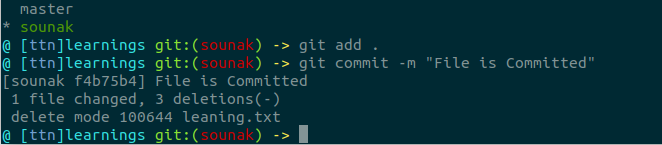 master
* sounak
@ [ttn]learnings git:(sounak) -> git add .
@ [ttn]learnings git:(sounak) -> git commit -m "File is Committed"
[sounak f4b75b4] File is Committed
1 file changed, 3 deletions(-)
delete mode 100644 leaning.txt
@ [ttn]learnings git:(sounak) ->